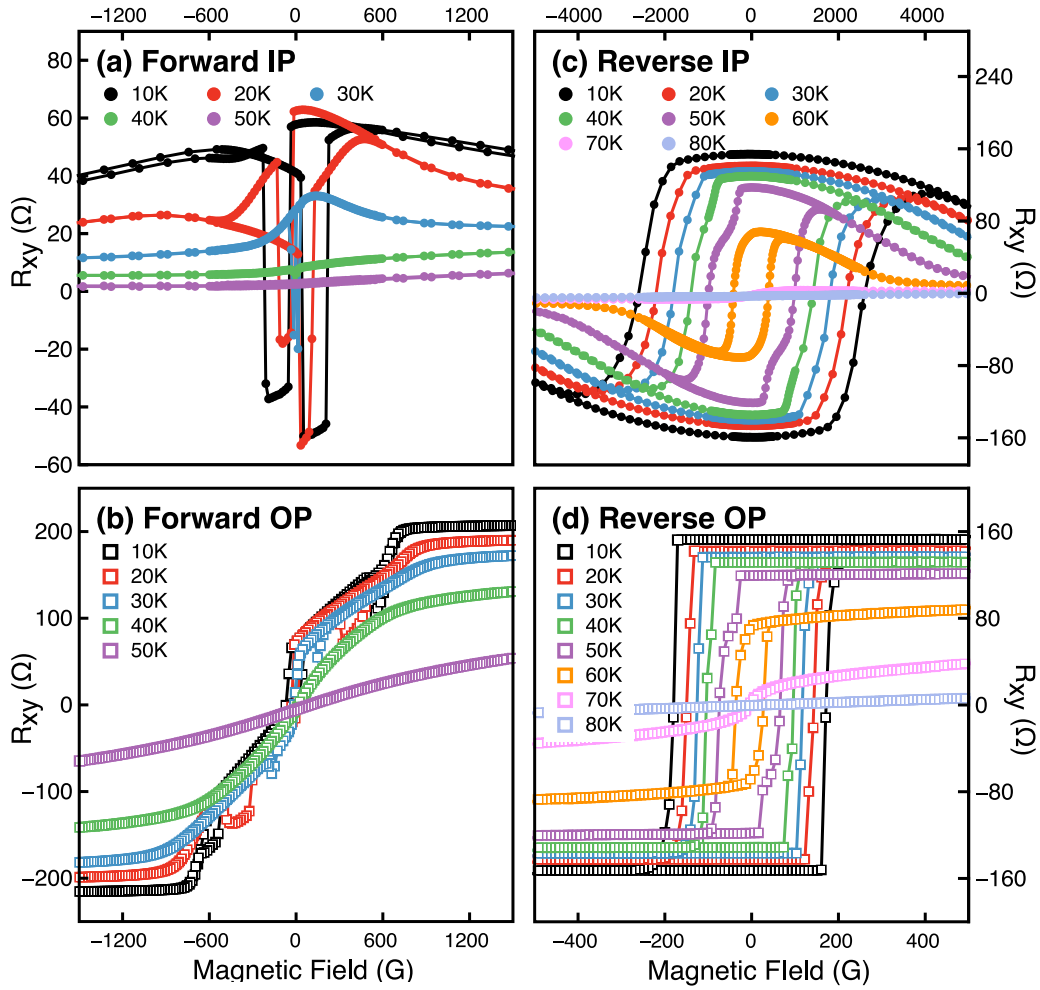 −1200 −600 0 600 1200
−4000 −2000 0 2000 4000
(a) Forward IP
10K 20K 30K
40K 50K
80
60
40
20
0
−20
−40
−60
Rxy (Ω)
(c) Reverse IP
10K 20K 30K
40K 50K 60K
70K 80K
240
160
80
0
−80
−160
Rxy (Ω)
(b) Forward OP
10K
20K
30K
40K
50K
200
100
0
−100
−200
Rxy (Ω)
−1200 −600 0 600 1200
Magnetic Field (G)
(d) Reverse OP
10K
20K
30K
40K
50K
60K
70K
80K
160
80
0
−80
−160
Rxy (Ω)
−400 −200 0 200 400
Magnetic Field (G)